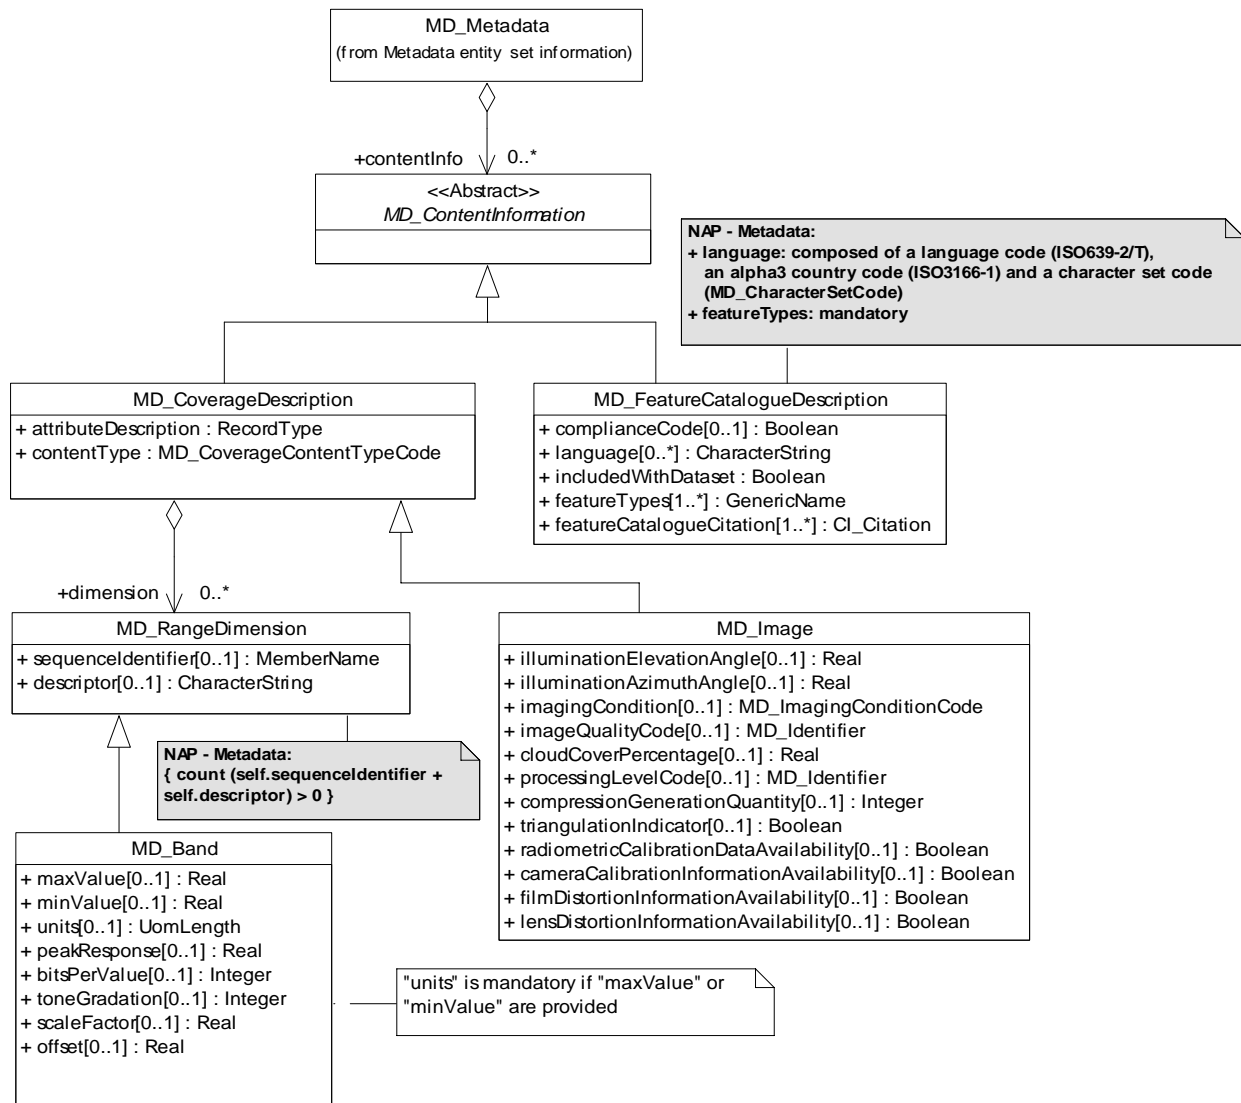 MD_Metadata
(from Metadata entity set information)
+contentInfo 0..*
<<Abstract>>
MD_ContentInformation
NAP - Metadata:
+ language: composed of a language code (ISO639-2/T),
an alpha3 country code (ISO3166-1) and a character set code
(MD_CharacterSetCode)
+ featureTypes: mandatory
MD_CoverageDescription
+ attributeDescription : RecordType
+ contentType : MD_CoverageContentTypeCode
MD_FeatureCatalogueDescription
+ complianceCode[0..1] : Boolean
+ language[0..*] : CharacterString
+ includedWithDataset : Boolean
+ featureTypes[1..*] : GenericName
+ featureCatalogueCitation[1..*] : CI_Citation
+dimension 0..*
MD_RangeDimension
+ sequenceIdentifier[0..1] : MemberName
+ descriptor[0..1] : CharacterString
NAP - Metadata:
{ count (self.sequenceIdentifier +
self.descriptor) > 0 }
MD_Image
+ illuminationElevationAngle[0..1] : Real
+ illuminationAzimuthAngle[0..1] : Real
+ imagingCondition[0..1] : MD_ImagingConditionCode
+ imageQualityCode[0..1] : MD_Identifier
+ cloudCoverPercentage[0..1] : Real
+ processingLevelCode[0..1] : MD_Identifier
+ compressionGenerationQuantity[0..1] : Integer
+ triangulationIndicator[0..1] : Boolean
+ radiometricCalibrationDataAvailability[0..1] : Boolean
+ cameraCalibrationInformationAvailability[0..1] : Boolean
+ filmDistortionInformationAvailability[0..1] : Boolean
+ lensDistortionInformationAvailability[0..1] : Boolean
MD_Band
+ maxValue[0..1] : Real
+ minValue[0..1] : Real
+ units[0..1] : UomLength
+ peakResponse[0..1] : Real
+ bitsPerValue[0..1] : Integer
+ toneGradation[0..1] : Integer
+ scaleFactor[0..1] : Real
+ offset[0..1] : Real
"units" is mandatory if "maxValue" or
"minValue" are provided